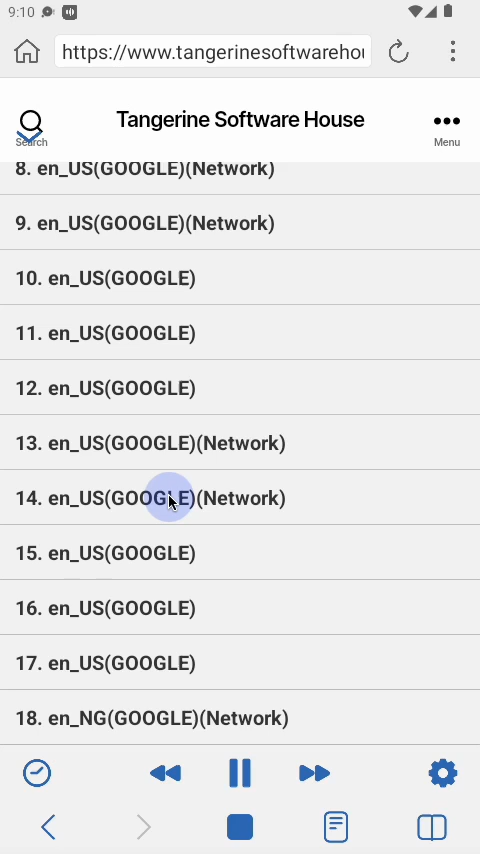 9:10
https://www.tangerinesoftwarehou
Search
Tangerine Software House
Menu
8. en_US(GOOGLE)(Network)
9. en_US(GOOGLE)(Network)
10. en_US(GOOGLE)
11. en_US(GOOGLE)
12. en_US(GOOGLE)
13. en_US(GOOGLE)(Network)
14. en_US(GOOGLE)(Network)
15. en_US(GOOGLE)
16. en_US(GOOGLE)
17. en_US(GOOGLE)
18. en_NG(GOOGLE)(Network)